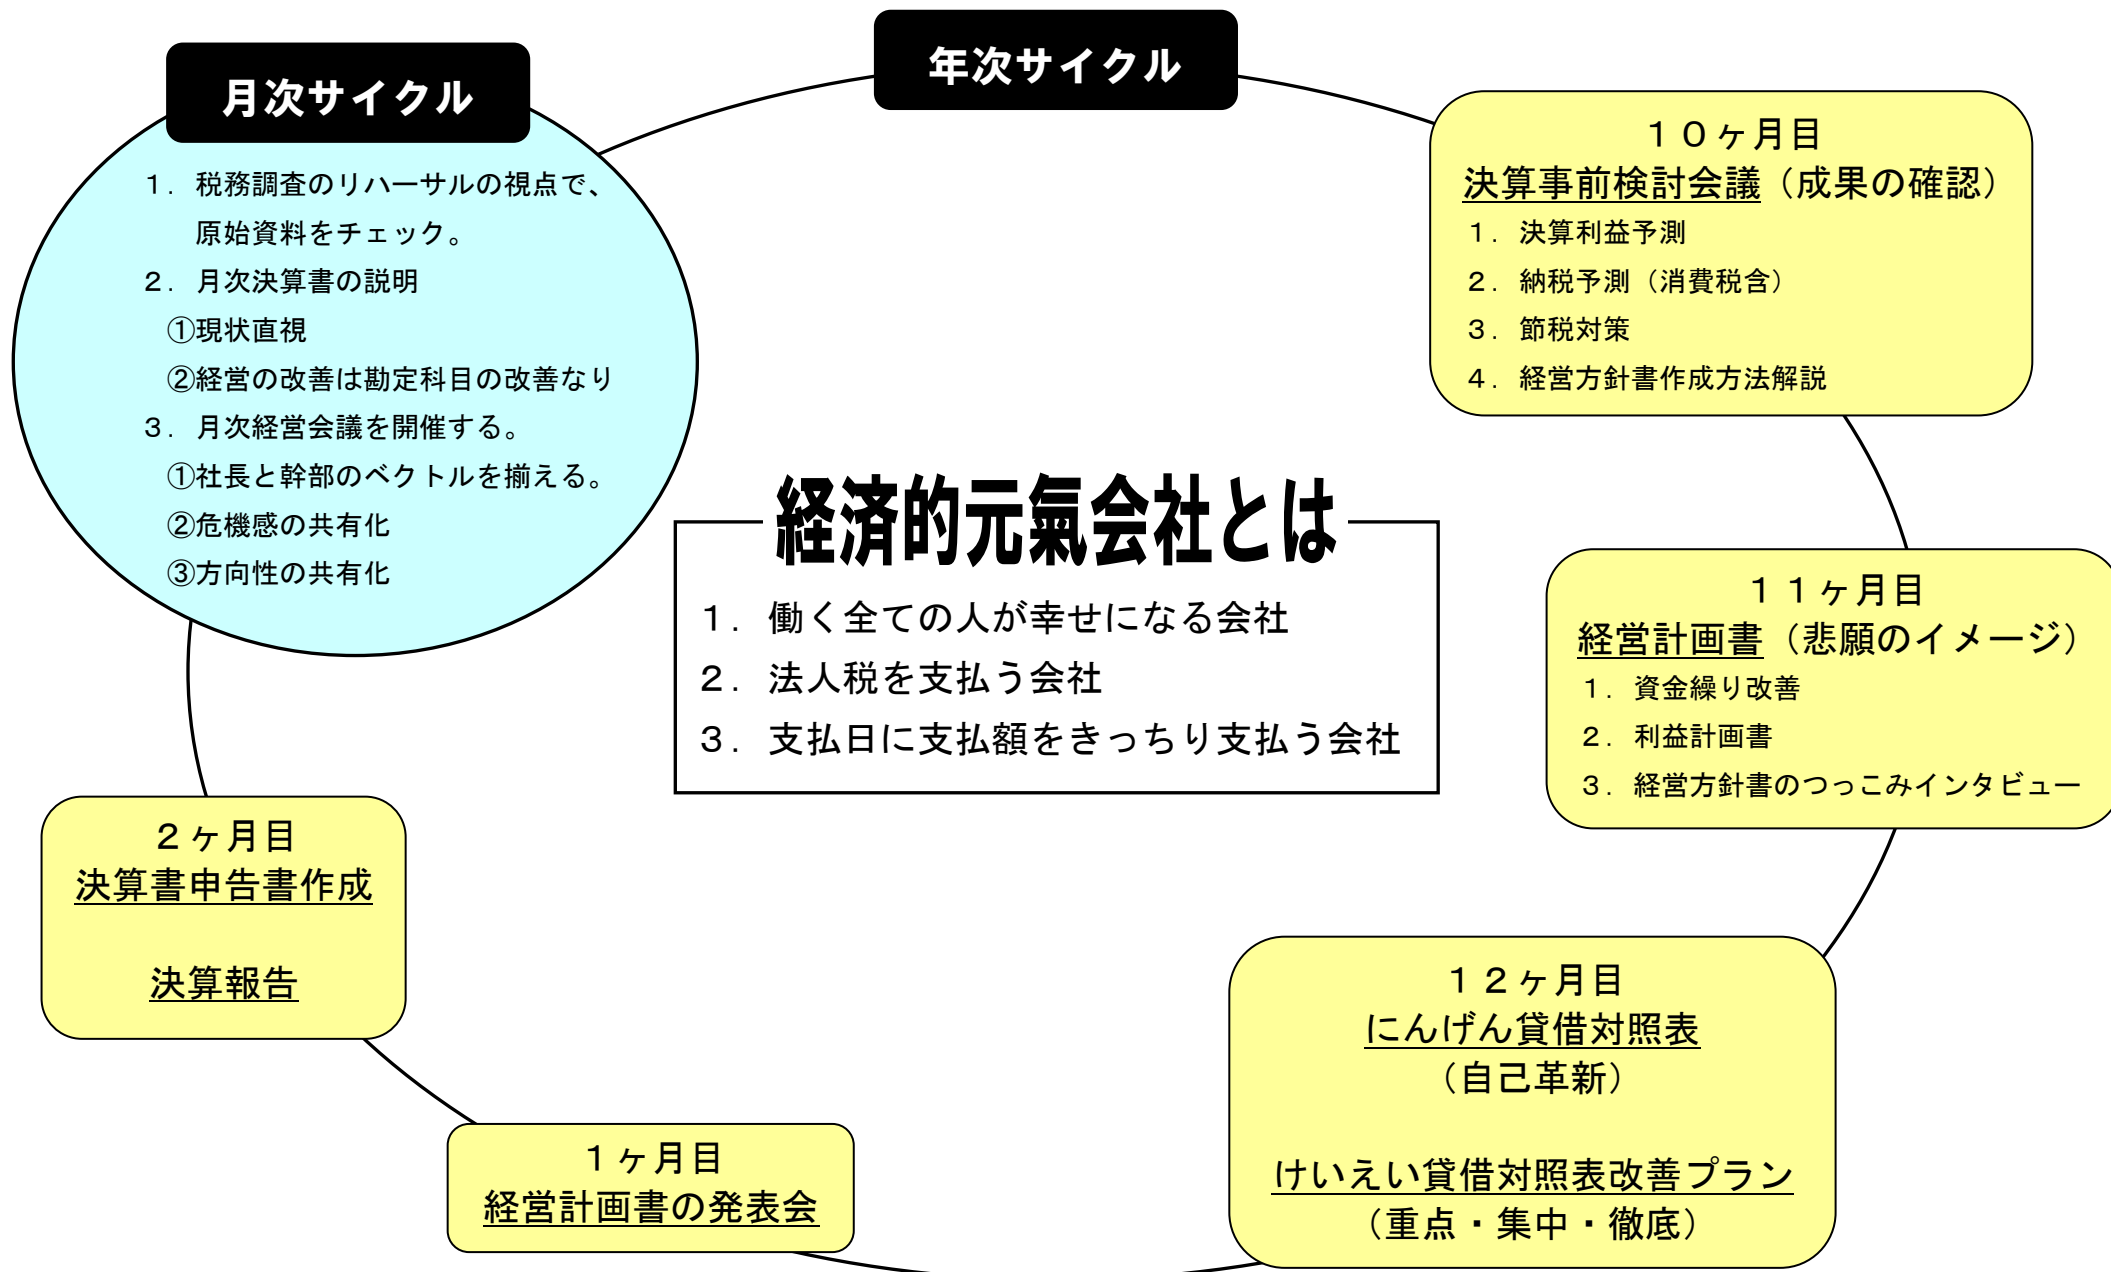 年次サイクル
月次サイクル
１．税務調査のリハーサルの視点で、
原始資料をチェック。
２．月次決算書の説明
①現状直視
②経営の改善は勘定科目の改善なり
３．月次経営会議を開催する。
①社長と幹部のベクトルを揃える。
②危機感の共有化
③方向性の共有化
１０ヶ月目
決算事前検討会議（成果の確認）
１．決算利益予測
２．納税予測（消費税含）
３．節税対策
４．経営方針書作成方法解説
経済的元氣会社とは
１．働く全ての人が幸せになる会社
２．法人税を支払う会社
３．支払日に支払額をきっちり支払う会社
１１ヶ月目
経営計画書（悲願のイメージ）
１．資金繰り改善
２．利益計画書
３．経営方針書のつっこみインタビュー
１２ヶ月目
にんげん貸借対照表
（自己革新）
けいえい貸借対照表改善プラン
（重点・集中・徹底）
１ヶ月目
経営計画書の発表会
２ヶ月目
決算書申告書作成
決算報告